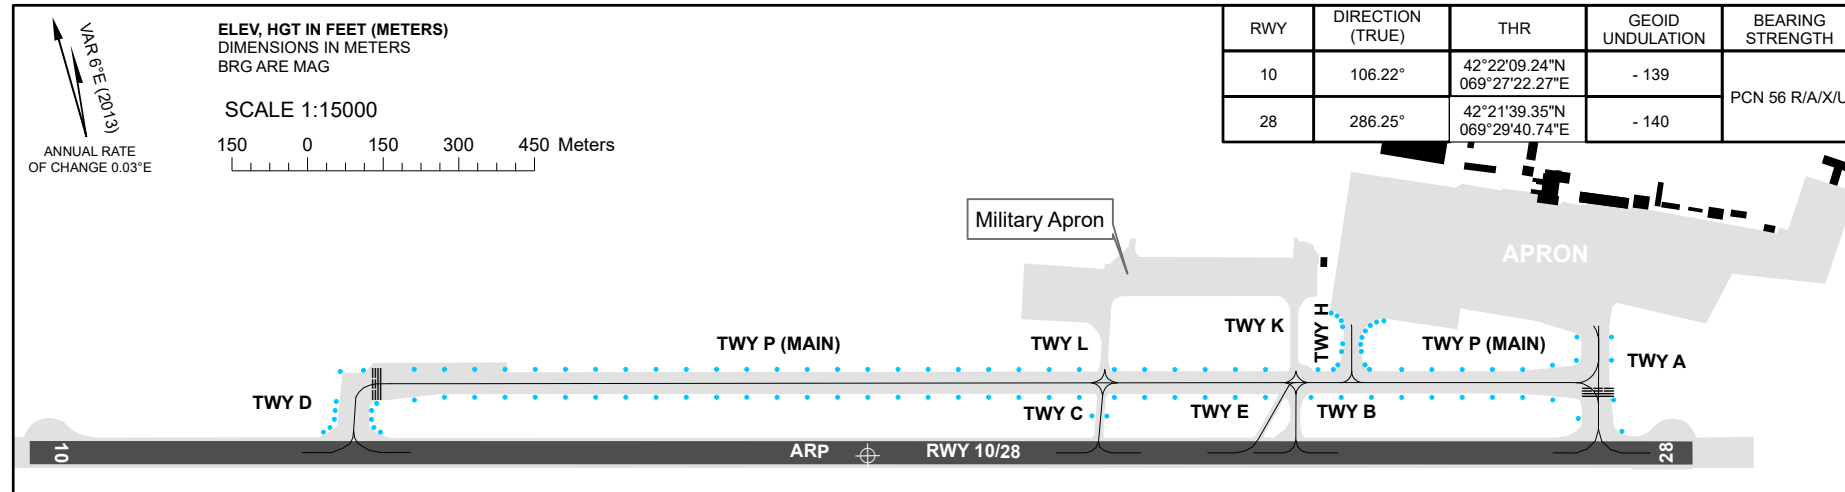 VAR 6°E (2013)
ANNUAL RATE
OF CHANGE 0.03°E
ELEV, HGT IN FEET (METERS)
DIMENSIONS IN METERS
BRG ARE MAG
SCALE 1:15000
150 0 150 300 450 Meters
RWY DIRECTION (TRUE) THR GEOID UNDULATION BEARING STRENGTH
10 106.22° 42°22'09.24"N 069°27'22.27"E - 139 PCN 56 R/A/X/U
28 286.25° 42°21'39.35"N 069°29'40.74"E - 140
Military Apron
APRON
TWY P (MAIN)
TWY L
TWY K
TWY H
TWY P (MAIN)
TWY A
TWY D
TWY C
TWY E
TWY B
10
ARP
RWY 10/28
28